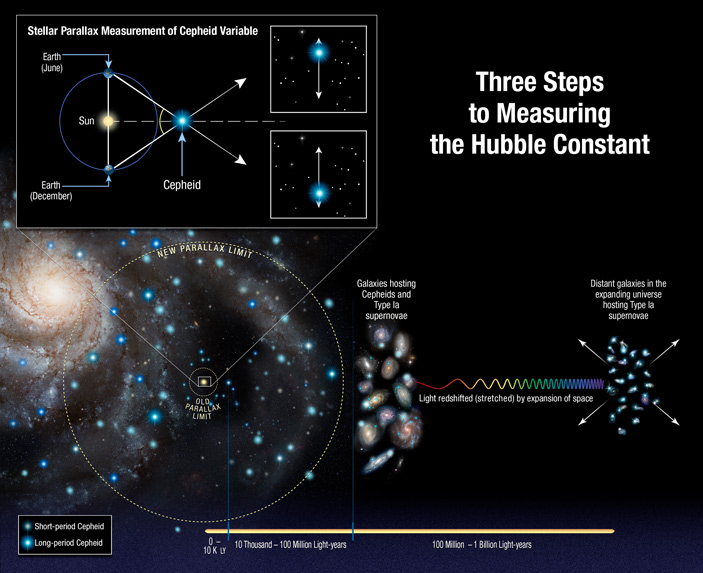 Stellar Parallax Measurement of Cepheid Variable
Earth
(June)
Sun
Earth
(December)
Cepheid
Three Steps
to Measuring
the Hubble Constant
NEW PARALLAX LIMIT
OLD
PARALLAX
LIMIT
Galaxies hosting
Cepheids and
Type Ia
supernovae
Distant galaxies in the
expanding universe
hosting Type Ia
supernovae
Light redshifted (stretched) by expansion of space
Short-period Cepheid
Long-period Cepheid
0 –
10 K LY
10 Thousand – 100 Million Light-years
100 Million – 1 Billion Light-years